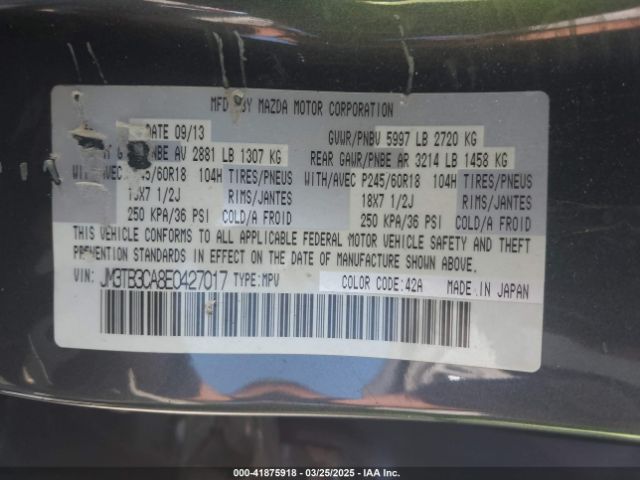 MFD BY MAZDA MOTOR CORPORATION
DATE 09/13
GVWR/PNBV 5997 LB 2720 KG
AV 2881 LB 1307 KG
REAR GAWR/PNBE AR 3214 LB 1458 KG
WITH/AVEC 45/60R18 104H TIRES/PNEUS
WITH/AVEC P245/60R18 104H TIRES/PNEUS
X7 1/2J RIMS/JANTES
18X7 1/2J RIMS/JANTES
250 KPA/36 PSI COLD/A FROID
250 KPA/36 PSI COLD/A FROID
THIS VEHICLE CONFORMS TO ALL APPLICABLE FEDERAL MOTOR VEHICLE SAFETY AND THEFT
PREVENTION STANDARDS IN EFFECT ON THE DATE OF MANUFACTURE SHOWN ABOVE.
VIN: JM3TB3CA8E0427017 TYPE: MPV
COLOR CODE: 42A MADE IN JAPAN
000-41875918 - 03/25/2025 - IAA Inc.